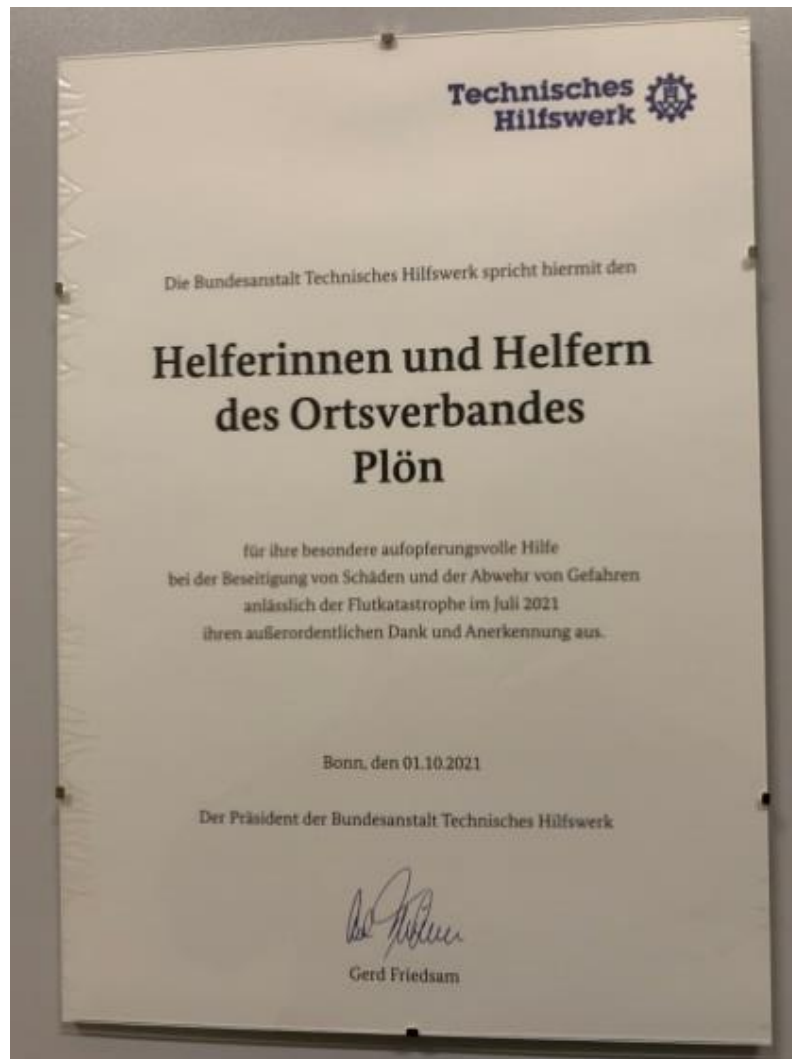 Technisches
Hilfswerk
Die Bundesanstalt Technisches Hilfswerk spricht hiermit den
Helferinnen und Helfern
des Ortsverbandes
Plön
für ihre besondere aufopferungsvolle Hilfe
bei der Beseitigung von Schäden und der Abwehr von Gefahren
anlässlich der Flutkatastrophe im Juli 2021
ihren außerordentlichen Dank und Anerkennung aus.
Bonn, den 01.10.2021
Der Präsident der Bundesanstalt Technisches Hilfswerk
Gerd Friedsam